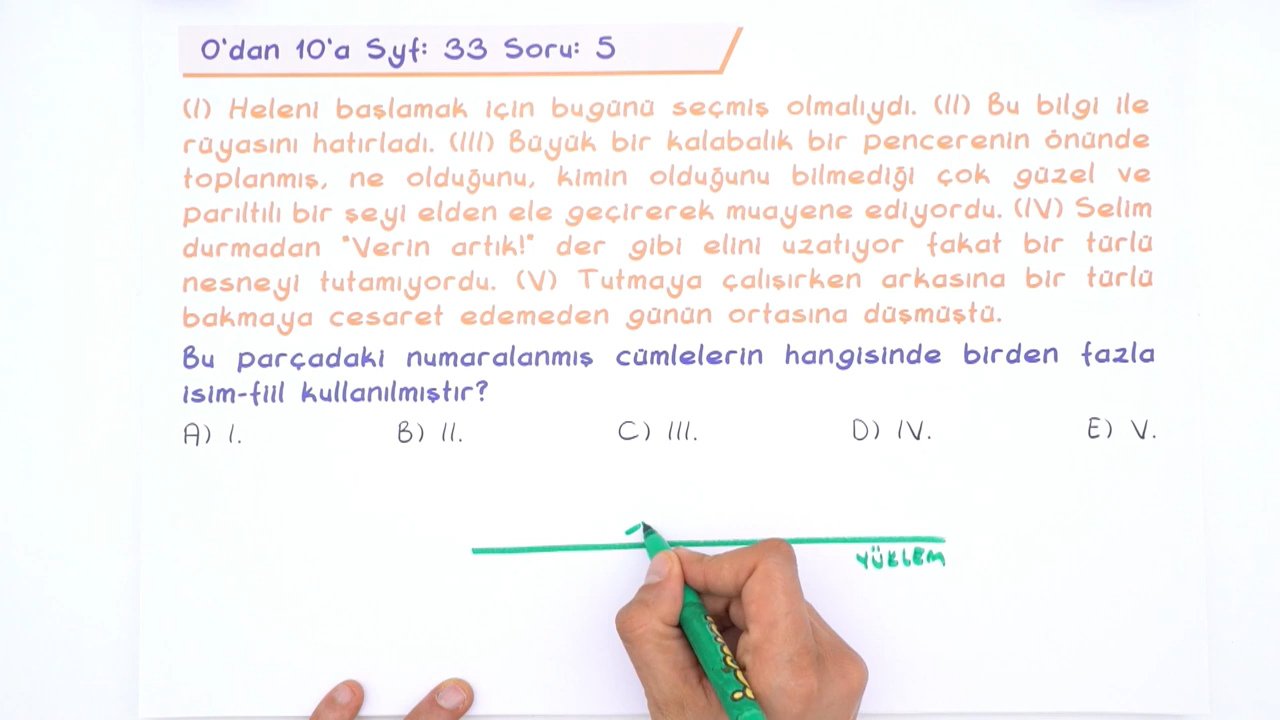 0'dan 10'a Syf: 33 Soru: 5
(I) Heleni başlamak için bugünü seçmiş olmalıydı. (II) Bu bilgi ile
rüyasını hatırladı. (III) Büyük bir kalabalık bir pencerenin önünde
toplanmış, ne olduğunu, kimin olduğunu bilmediği çok güzel ve
parıltılı bir şeyi elden ele geçirerek muayene ediyordu. (IV) Selim
durmadan "Verin artık!" der gibi elini uzatıyor fakat bir türlü
nesneyi tutamıyordu. (V) Tutmaya çalışırken arkasına bir türlü
bakmaya cesaret edemeden günün ortasına düşmüştü.
Bu parçadaki numaralanmış cümlelerin hangisinde birden fazla
isim-fiil kullanılmıştır?
A) I. B) II. C) III. D) IV. E) V.
YÜKLEM